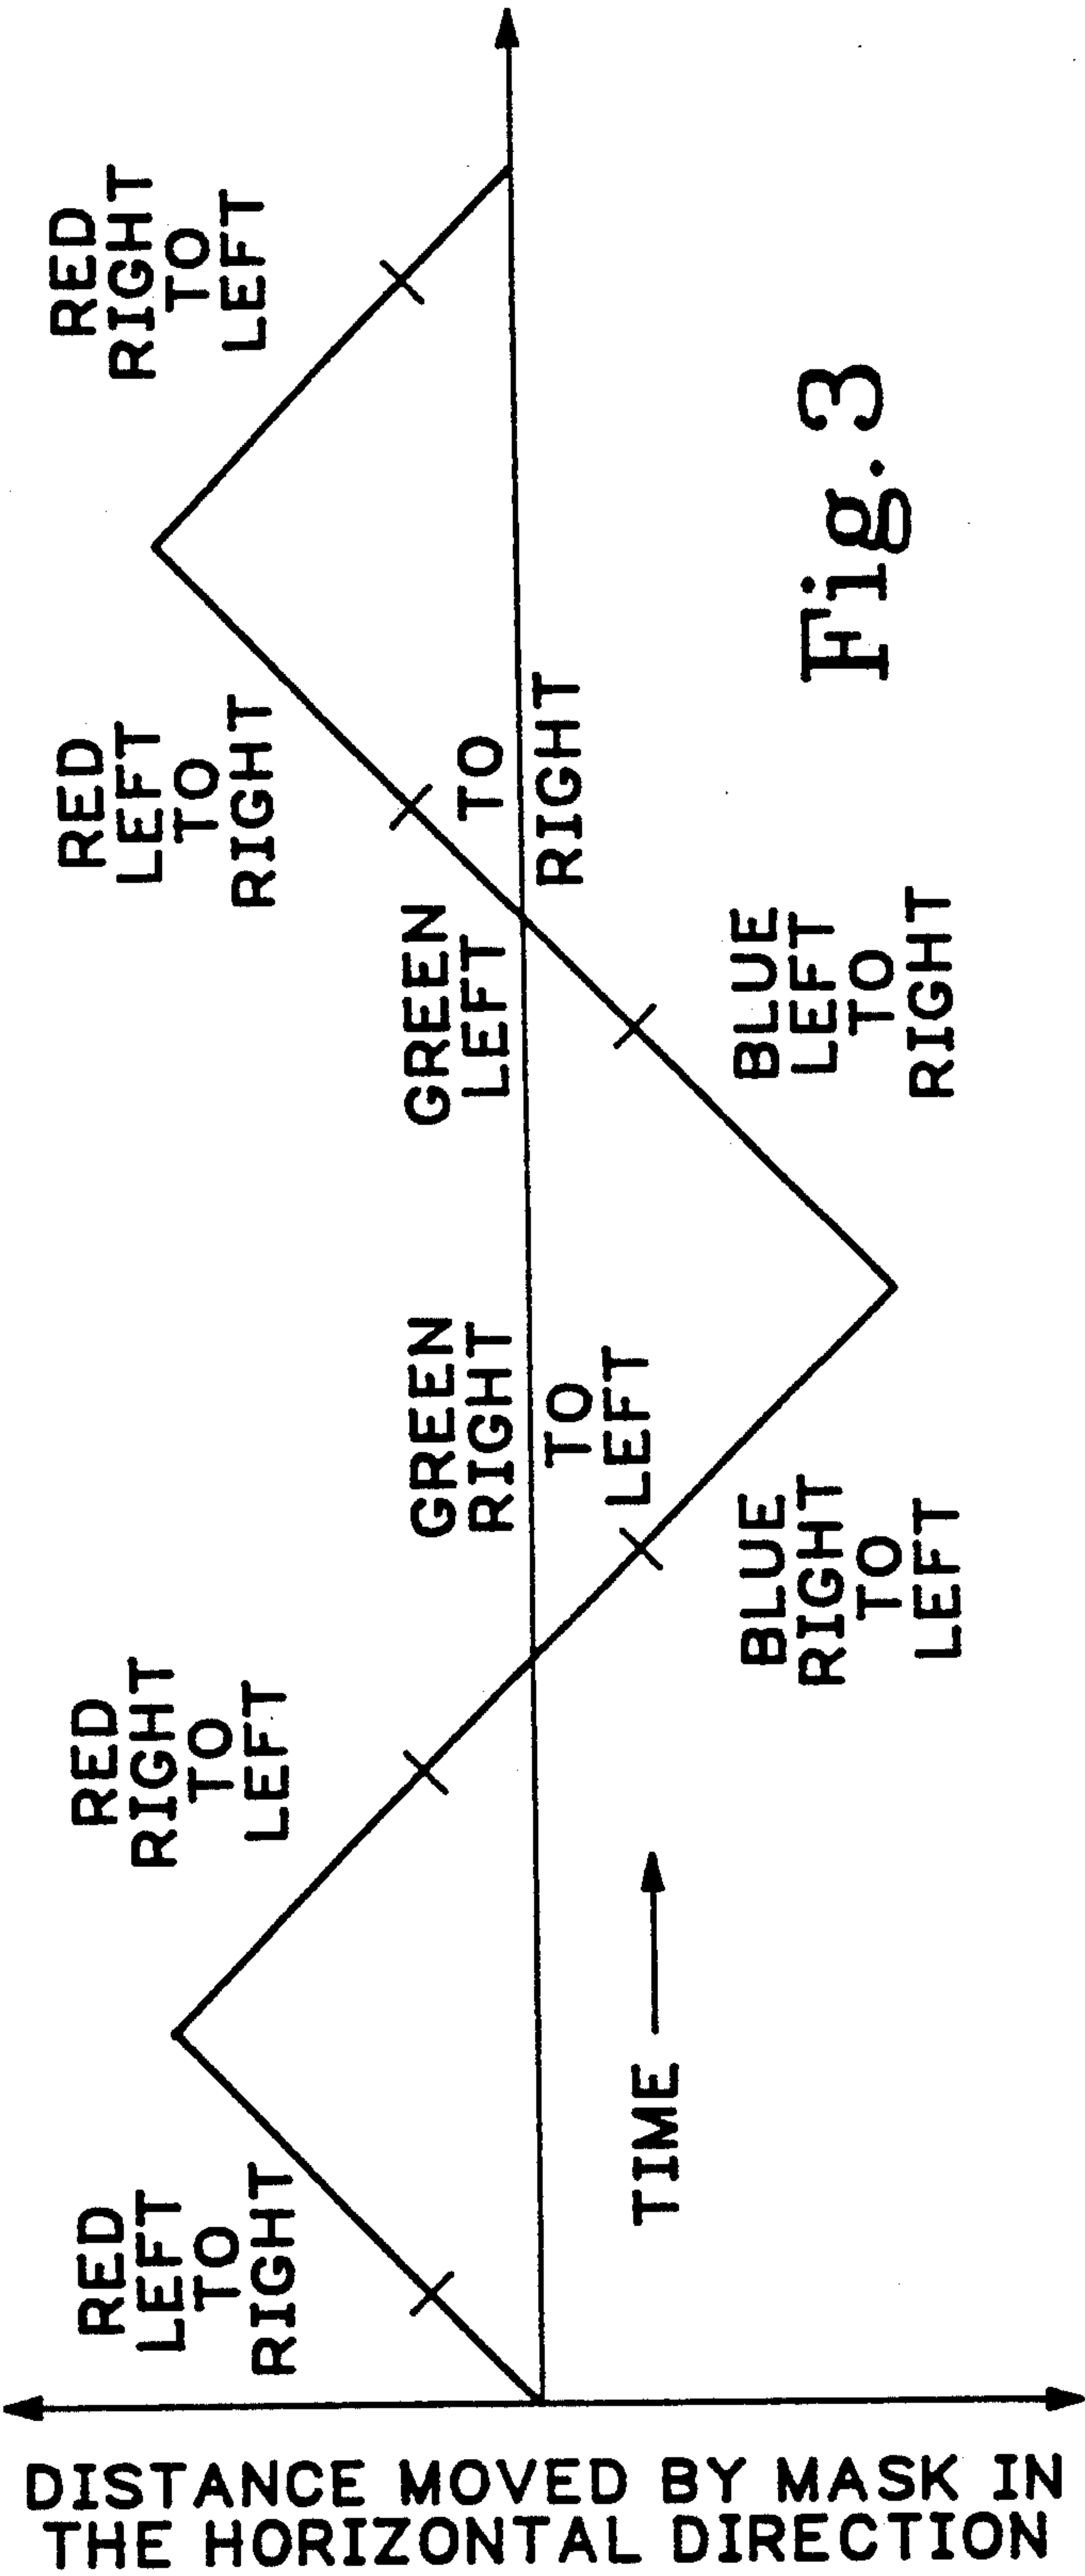 RED
LEFT
TO
RIGHT
RED
RIGHT
TO
LEFT
GREEN
RIGHT
TO
LEFT
BLUE
RIGHT
TO
LEFT
GREEN
LEFT TO
RIGHT
BLUE
LEFT
TO
RIGHT
RED
LEFT
TO
RIGHT
RED
RIGHT
TO
LEFT
TIME
DISTANCE MOVED BY MASK IN
THE HORIZONTAL DIRECTION
Fig. 3